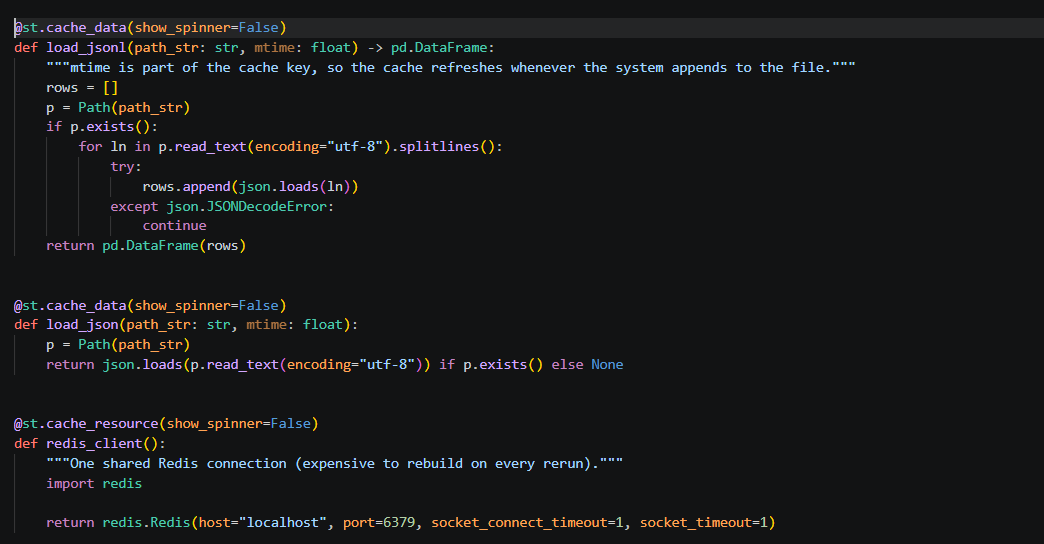 @st.cache_data(show_spinner=False)
def load_jsonl(path_str: str, mtime: float) -> pd.DataFrame:
    """mtime is part of the cache key, so the cache refreshes whenever the system appends to the file."""
    rows = []
    p = Path(path_str)
    if p.exists():
        for ln in p.read_text(encoding="utf-8").splitlines():
            try:
                rows.append(json.loads(ln))
            except json.JSONDecodeError:
                continue
    return pd.DataFrame(rows)
@st.cache_data(show_spinner=False)
def load_json(path_str: str, mtime: float):
    p = Path(path_str)
    return json.loads(p.read_text(encoding="utf-8")) if p.exists() else None
@st.cache_resource(show_spinner=False)
def redis_client():
    """One shared Redis connection (expensive to rebuild on every rerun)."""
    import redis
    return redis.Redis(host="localhost", port=6379, socket_connect_timeout=1, socket_timeout=1)